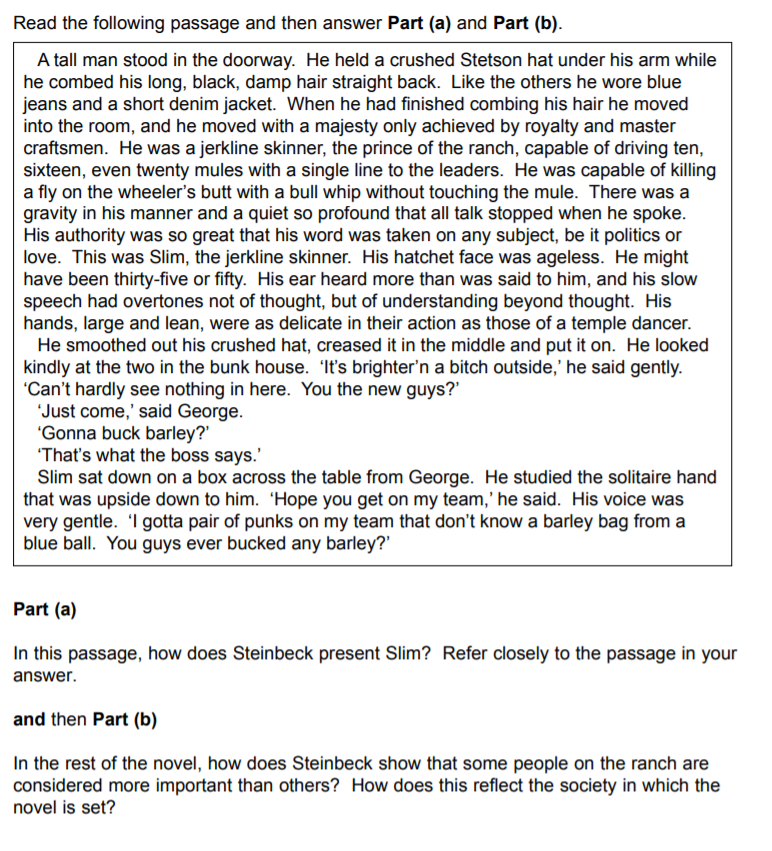 Read the following passage and then answer Part (a) and Part (b).
A tall man stood in the doorway. He held a crushed Stetson hat under his arm while
he combed his long, black, damp hair straight back. Like the others he wore blue
jeans and a short denim jacket. When he had finished combing his hair he moved
into the room, and he moved with a majesty only achieved by royalty and master
craftsmen. He was a jerkline skinner, the prince of the ranch, capable of driving ten,
sixteen, even twenty mules with a single line to the leaders. He was capable of killing
a fly on the wheeler's butt with a bull whip without touching the mule. There was a
gravity in his manner and a quiet so profound that all talk stopped when he spoke.
His authority was so great that his word was taken on any subject, be it politics or
love. This was Slim, the jerkline skinner. His hatchet face was ageless. He might
have been thirty-five or fifty. His ear heard more than was said to him, and his slow
speech had overtones not of thought, but of understanding beyond thought. His
hands, large and lean, were as delicate in their action as those of a temple dancer.
He smoothed out his crushed hat, creased it in the middle and put it on. He looked
kindly at the two in the bunk house. 'It's brighter'n a bitch outside,' he said gently.
'Can't hardly see nothing in here. You the new guys?'
'Just come,' said George.
'Gonna buck barley?'
'That's what the boss says.'
Slim sat down on a box across the table from George. He studied the solitaire hand
that was upside down to him. 'Hope you get on my team,' he said. His voice was
very gentle. 'I gotta pair of punks on my team that don't know a barley bag from a
blue ball. You guys ever bucked any barley?'
Part (a)
In this passage, how does Steinbeck present Slim? Refer closely to the passage in your
answer.
and then Part (b)
In the rest of the novel, how does Steinbeck show that some people on the ranch are
considered more important than others? How does this reflect the society in which the
novel is set?